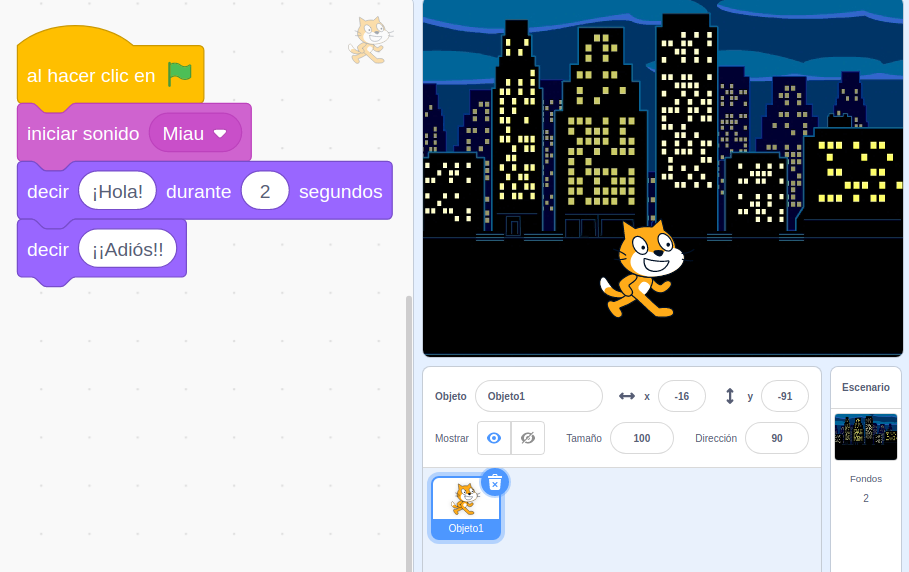 al hacer clic en
iniciar sonido Miau
decir ¡Hola! durante 2 segundos
decir ¡¡Adiós!!
Objeto Objeto1 x -16 y -91
Mostrar Tamaño 100 Dirección 90
Objeto1
Escenario
Fondos
2